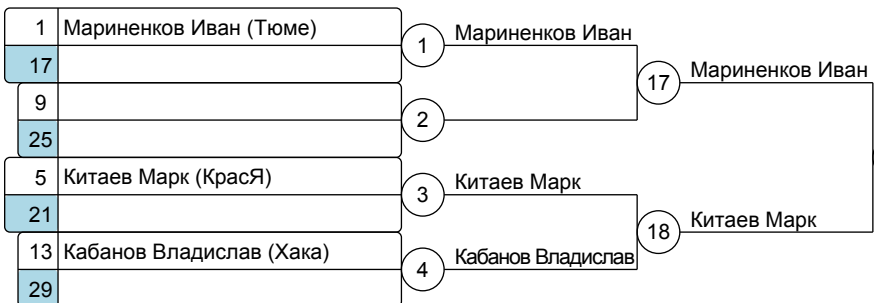 1 Мариненков Иван (Тюме)
17
9
25
5 Китаев Марк (КрасЯ)
21
13 Кабанов Владислав (Хака)
29
1 Мариненков Иван
2
3 Китаев Марк
4 Кабанов Владислав
17 Мариненков Иван
18 Китаев Марк